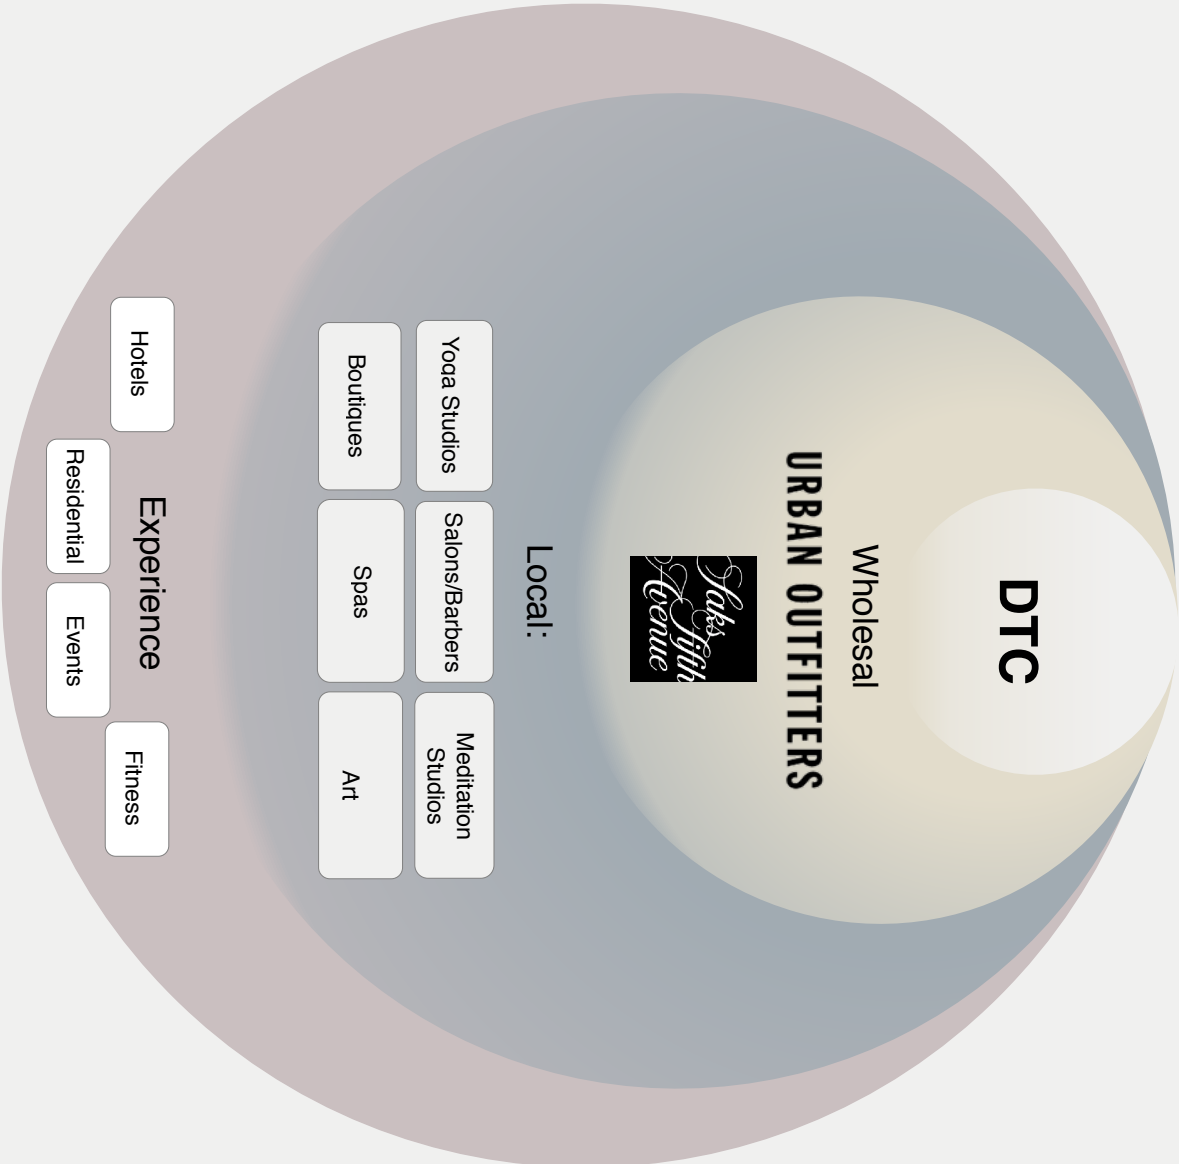 DTC
Wholesal
URBAN OUTFITTERS
Saks
Fifth
Avenue
Local:
Yoga Studios
Salons/Barbers
Meditation
Studios
Boutiques
Spas
Art
Experience
Hotels
Fitness
Residential
Events